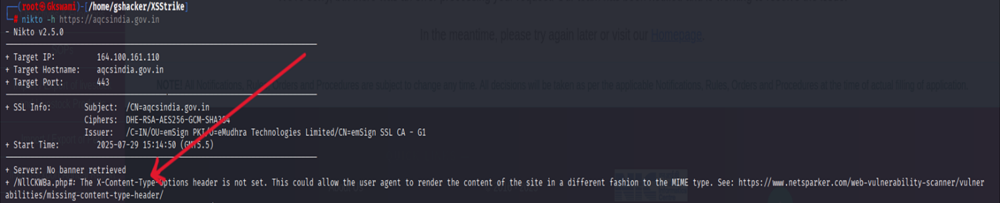 (root㉿Gkswami)-[/home/gshacker/XSStrike]
# nikto -h https://aqcsindia.gov.in
- Nikto v2.5.0
In the meantime, please try again later or visit our Homepage.
+ Target IP: 164.100.161.110
+ Target Hostname: aqcsindia.gov.in
+ Target Port: 443
NOTE! All Notifications, Rules, Orders and Procedures are subject to change any time. All decisions will be taken as per the applicable Notifications, Rules, Orders and Procedures at the time of actual filling of application.
+ SSL Info: Subject: /CN=aqcsindia.gov.in
Ciphers: DHE-RSA-AES256-GCM-SHA384
Issuer: /C=IN/OU=emSign PKI/O=eMudhra Technologies Limited/CN=emSign SSL CA - G1
+ Start Time: 2025-07-29 15:14:50 (GMT5.5)
+ Server: No banner retrieved
+ /NllCKWBa.php#: The X-Content-Type-Options header is not set. This could allow the user agent to render the content of the site in a different fashion to the MIME type. See: https://www.netsparker.com/web-vulnerability-scanner/vulner
abilities/missing-content-type-header/